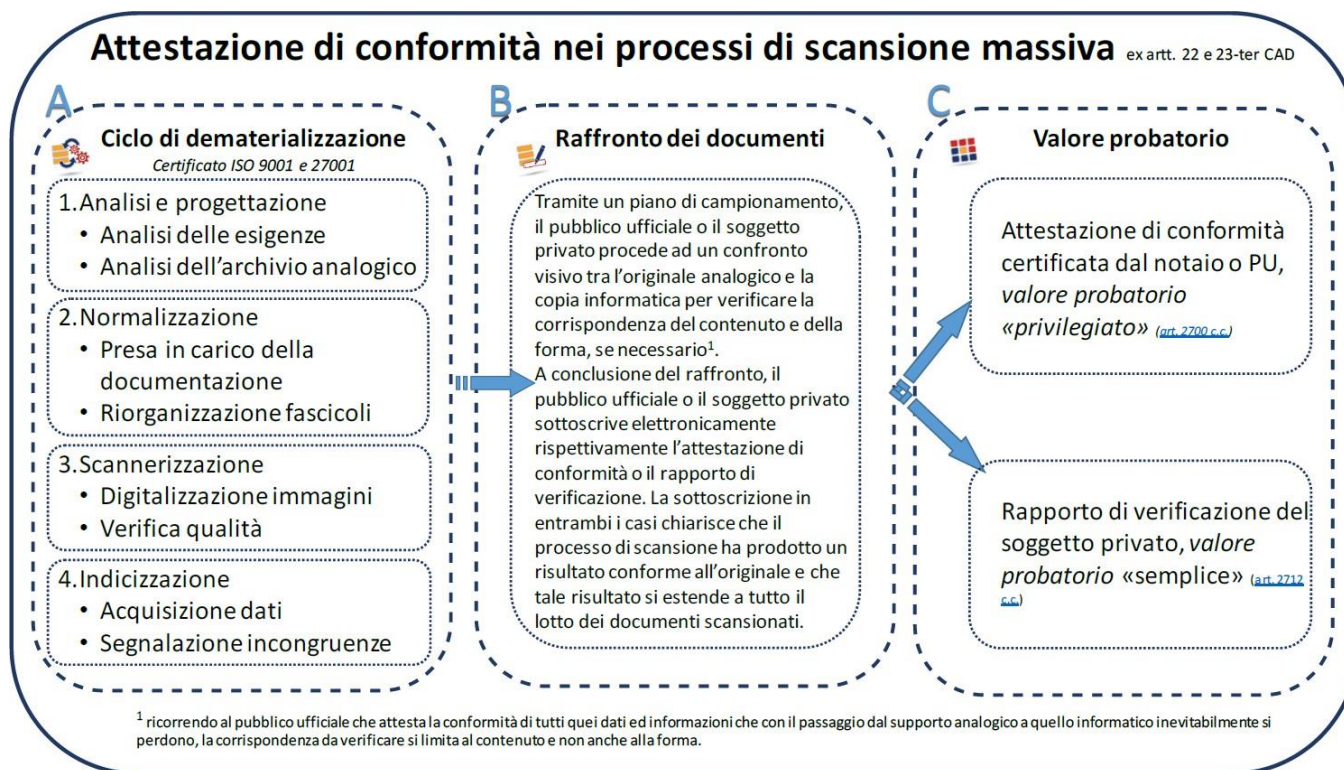 Attestazione di conformità nei processi di scansione massiva ex artt. 22 e 23-ter CAD
A
Ciclo di dematerializzazione
Certificato ISO 9001 e 27001
1.Analisi e progettazione
• Analisi delle esigenze
• Analisi dell'archivio analogico
2.Normalizzazione
• Presa in carico della
documentazione
• Riorganizzazione fascicoli
3.Scannerizzazione
• Digitalizzazione immagini
• Verifica qualità
4.Indicizzazione
• Acquisizione dati
• Segnalazione incongruenze
B
Raffronto dei documenti
Tramite un piano di campionamento,
il pubblico ufficiale o il soggetto
privato procede ad un confronto
visivo tra l'originale analogico e la
copia informatica per verificare la
corrispondenza del contenuto e della
forma, se necessario¹.
A conclusione del raffronto, il
pubblico ufficiale o il soggetto privato
sottoscrive elettronicamente
rispettivamente l'attestazione di
conformità o il rapporto di
verificazione. La sottoscrizione in
entrambi i casi chiarisce che il
processo di scansione ha prodotto un
risultato conforme all'originale e che
tale risultato si estende a tutto il
lotto dei documenti scansionati.
C
Valore probatorio
Attestazione di conformità
certificata dal notaio o PU,
valore probatorio
«privilegiato» (art. 2700 c.c.)
Rapporto di verificazione del
soggetto privato, valore
probatorio «semplice» (art. 2712
c.c.)
¹ ricorrendo al pubblico ufficiale che attesta la conformità di tutti quei dati ed informazioni che con il passaggio dal supporto analogico a quello informatico inevitabilmente si
perdono, la corrispondenza da verificare si limita al contenuto e non anche alla forma.